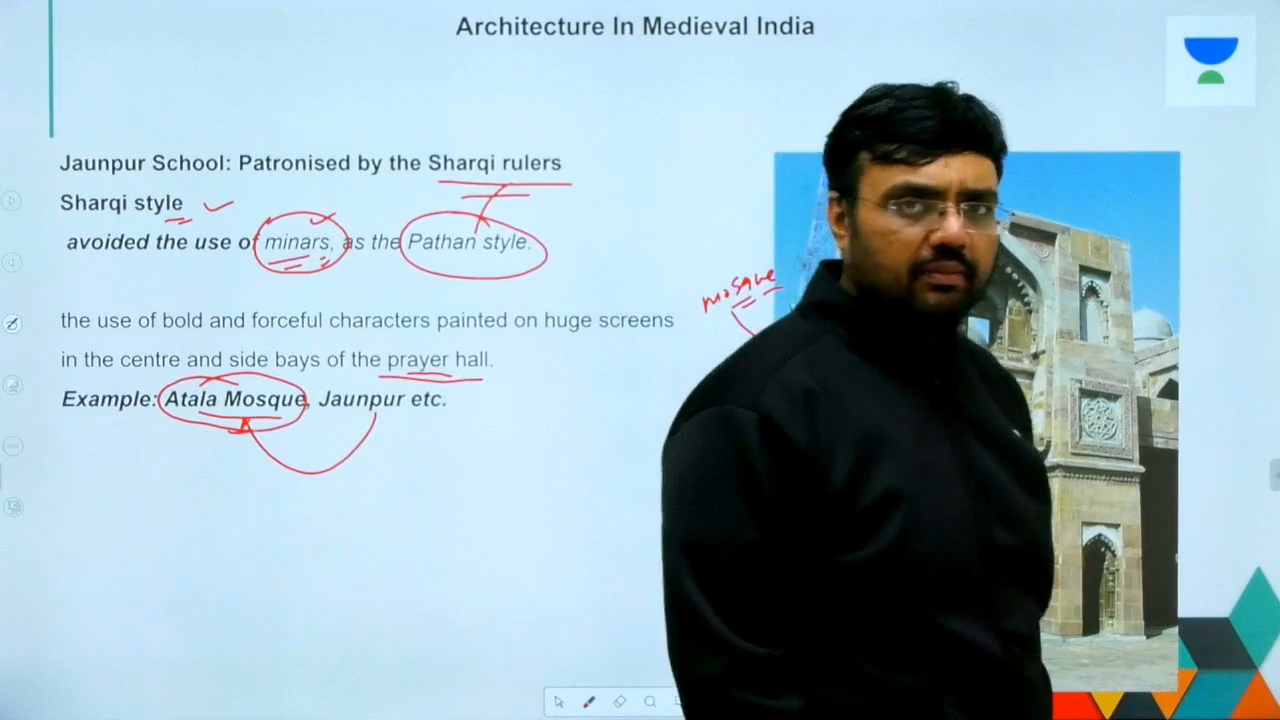 Architecture In Medieval India
Jaunpur School: Patronised by the Sharqi rulers
Sharqi style
avoided the use of minars, as the Pathan style.
mosque
the use of bold and forceful characters painted on huge screens
in the centre and side bays of the prayer hall.
Example: Atala Mosque, Jaunpur etc.